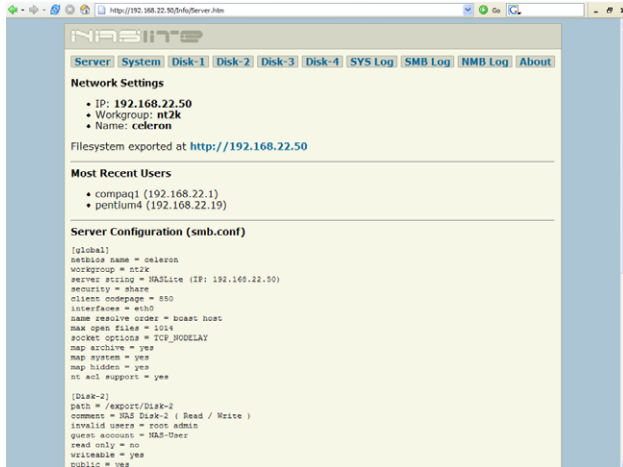 http://192.168.22.50/Info/Server.htm
Go
NASLITE
Server System Disk-1 Disk-2 Disk-3 Disk-4 SYS Log SMB Log NMB Log About
Network Settings
• IP: 192.168.22.50
• Workgroup: nt2k
• Name: celeron
Filesystem exported at http://192.168.22.50
Most Recent Users
• compaq1 (192.168.22.1)
• pentium4 (192.168.22.19)
Server Configuration (smb.conf)
[global]
netbios name = celeron
workgroup = nt2k
server string = NASLite (IP: 192.168.22.50)
security = share
client codepage = 850
interfaces = eth0
name resolve order = bcast host
max open files = 1014
socket options = TCP_NODELAY
map archive = yes
map system = yes
map hidden = yes
nt acl support = yes
[Disk-2]
path = /export/Disk-2
comment = NAS Disk-2 ( Read / Write )
invalid users = root admin
guest account = NAS-User
read only = no
writeable = yes
public = yes